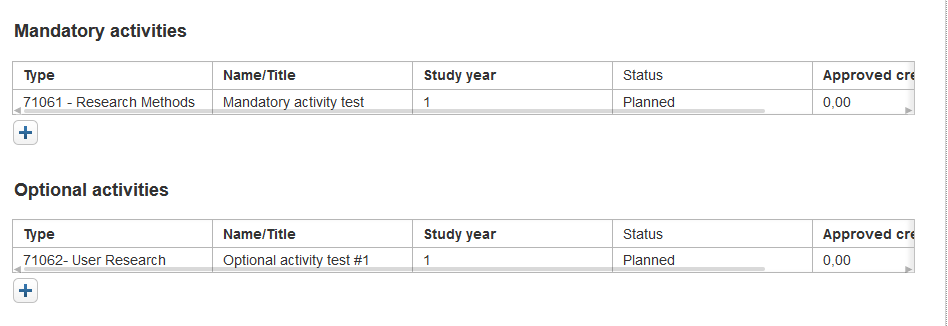 Mandatory activities
Type Name/Title Study year Status Approved cre
71061 - Research Methods Mandatory activity test 1 Planned 0,00
Optional activities
Type Name/Title Study year Status Approved cre
71062- User Research Optional activity test #1 1 Planned 0,00